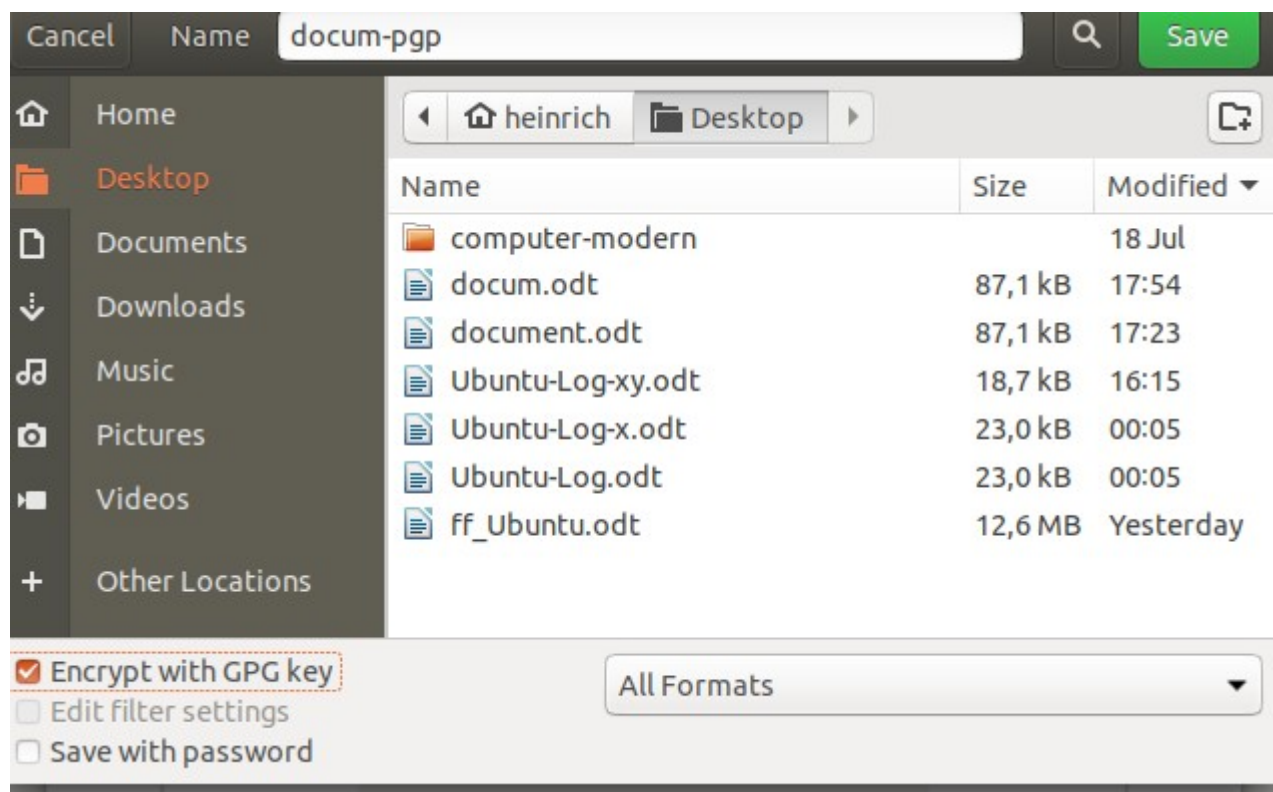 Cancel Name docum-pgp Save
Home
Desktop
Documents
Downloads
Music
Pictures
Videos
Other Locations
heinrich Desktop
Name Size Modified
computer-modern 18 Jul
docum.odt 87,1 kB 17:54
document.odt 87,1 kB 17:23
Ubuntu-Log-xy.odt 18,7 kB 16:15
Ubuntu-Log-x.odt 23,0 kB 00:05
Ubuntu-Log.odt 23,0 kB 00:05
ff_Ubuntu.odt 12,6 MB Yesterday
Encrypt with GPG key
Edit filter settings
Save with password
All Formats